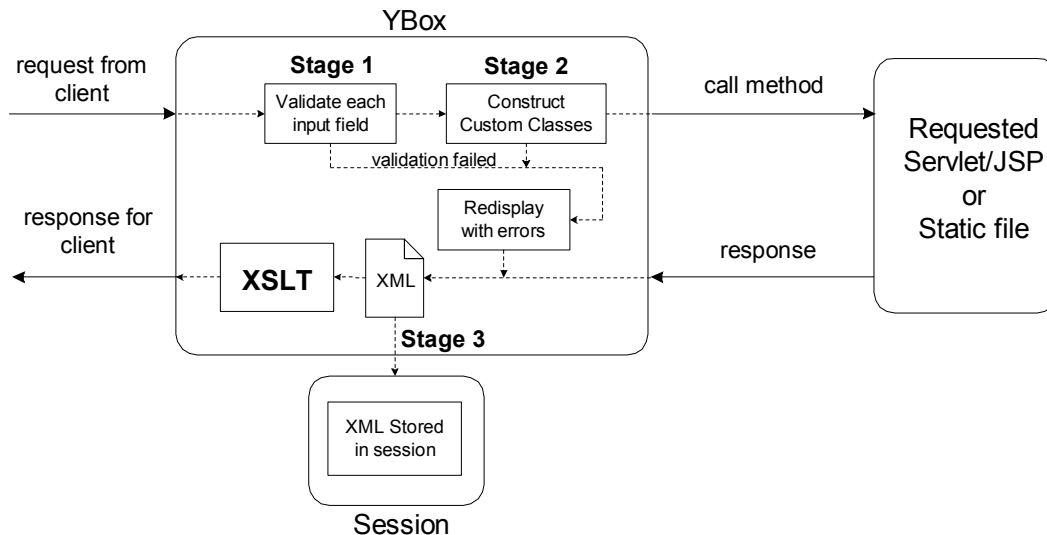 YBox
request from
client
Stage 1
Stage 2
Validate each
input field
Construct
Custom Classes
call method
validation failed
Requested
Servlet/JSP
or
Static file
Redisplay
with errors
response for
client
response
XSLT
XML
Stage 3
XML Stored
in session
Session